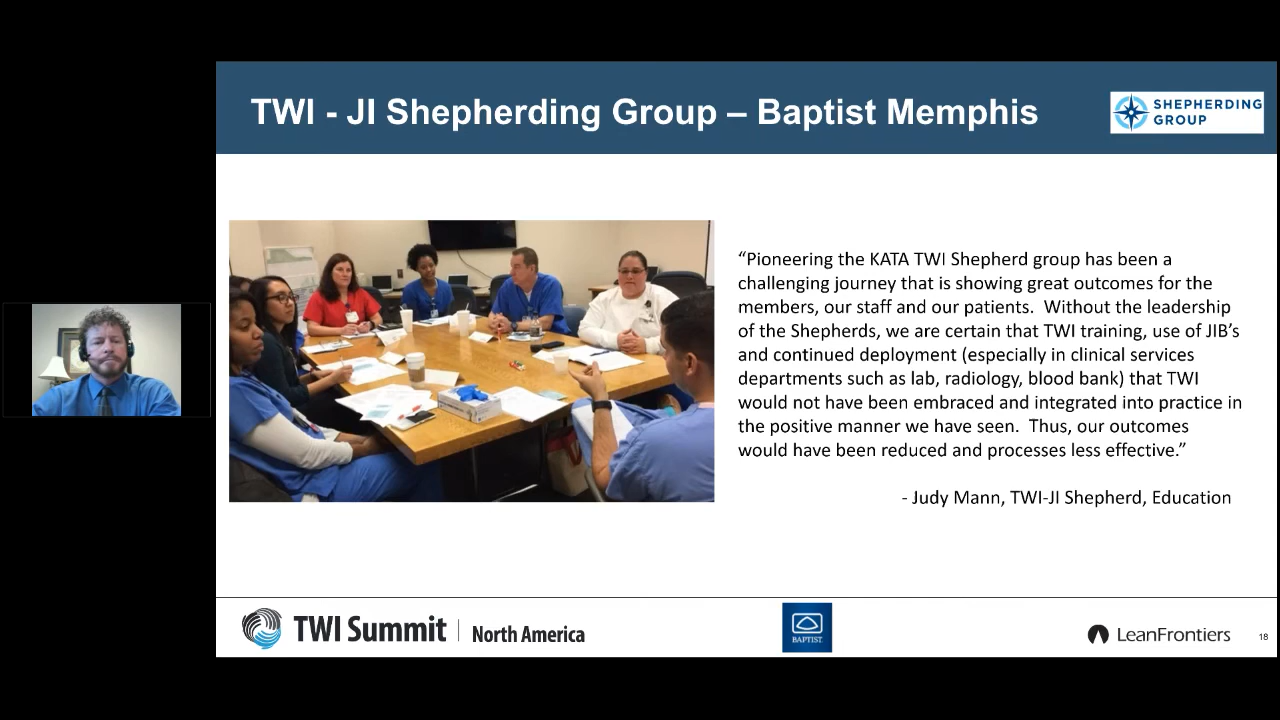 TWI - JI Shepherding Group – Baptist Memphis
SHEPHERDING
GROUP
“Pioneering the KATA TWI Shepherd group has been a
challenging journey that is showing great outcomes for the
members, our staff and our patients.  Without the leadership
of the Shepherds, we are certain that TWI training, use of JIB’s
and continued deployment (especially in clinical services
departments such as lab, radiology, blood bank) that TWI
would not have been embraced and integrated into practice in
the positive manner we have seen.  Thus, our outcomes
would have been reduced and processes less effective.”
- Judy Mann, TWI-JI Shepherd, Education
TWI Summit | North America
BAPTIST
LeanFrontiers
18